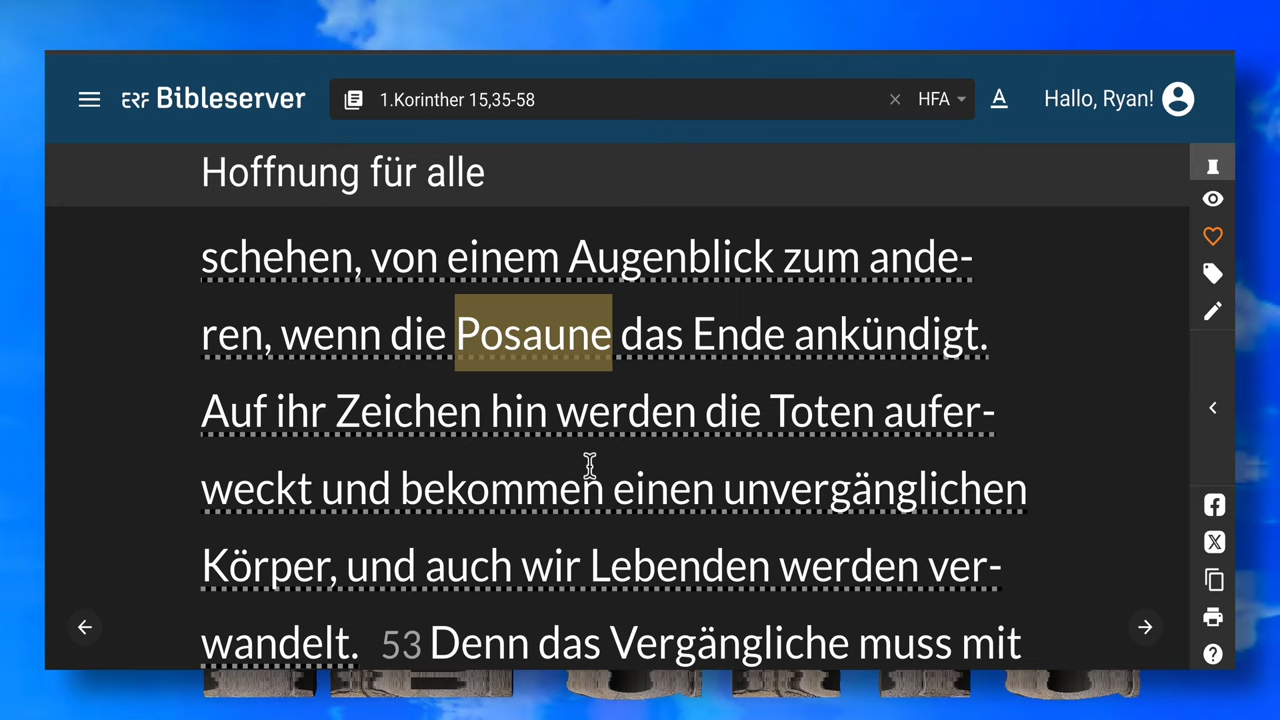 ERF Bibleserver
1.Korinther 15,35-58
HFA
A
Hallo, Ryan!
Hoffnung für alle
schehen, von einem Augenblick zum ande-
ren, wenn die Posaune das Ende ankündigt.
Auf ihr Zeichen hin werden die Toten aufer-
weckt und bekommen einen unvergänglichen
Körper, und auch wir Lebenden werden ver-
wandelt. 53 Denn das Vergängliche muss mit